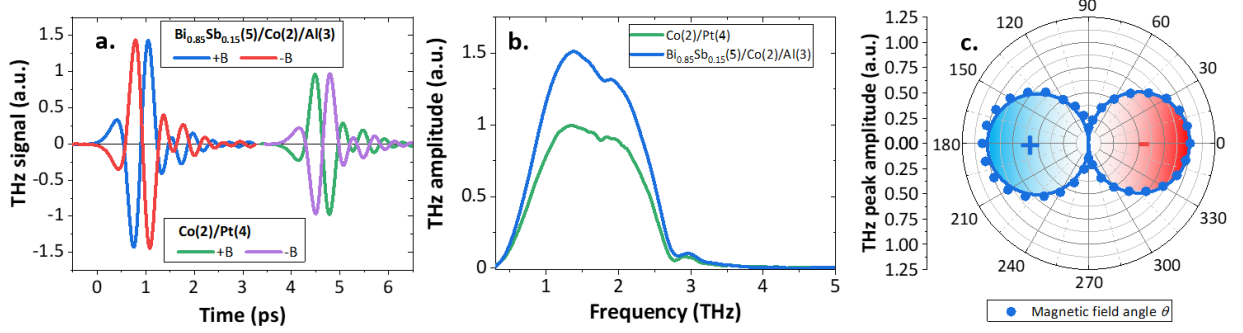 a.
Bi₀.₈₅Sb₀.₁₅(5)/Co(2)/Al(3)
+B -B
THz signal (a.u.)
1.5
1.0
0.5
0
-0.5
-1
-1.5
Co(2)/Pt(4)
+B -B
0 1 2 3 4 5 6
Time (ps)
b.
Co(2)/Pt(4)
Bi₀.₈₅Sb₀.₁₅(5)/Co(2)/Al(3)
THz amplitude (a.u.)
1.5
1
0.5
0
1 2 3 4 5
Frequency (THz)
c.
THz peak amplitude (a.u.)
1.25
1.00
0.75
0.50
0.25
0.00
0.25
0.50
0.75
1.00
1.25
90
120 60
150 30
180 0
+ -
210 330
240 300
270
Magnetic field angle θ